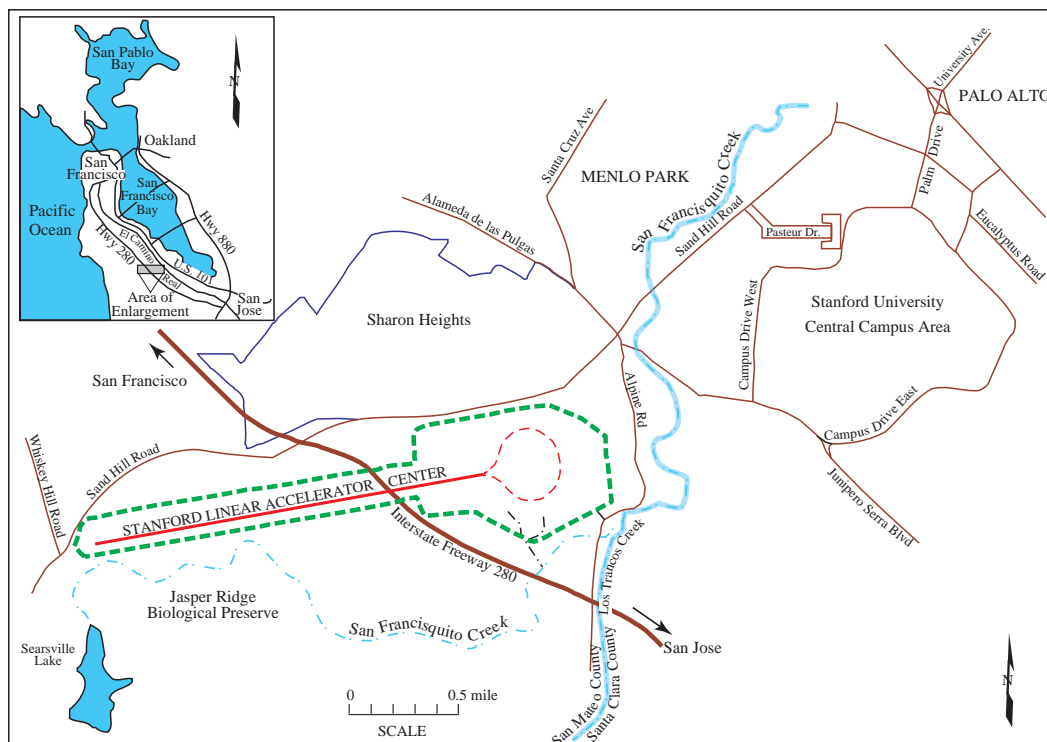 San Pablo
Bay
N
Oakland
San
Francisco
San
Francisco
Bay
Pacific
Ocean
Hwy 280
El Camino
Real
Hwy 880
U.S. 101
Area of
Enlargement
San
Jose
University Ave.
PALO ALTO
Palm Drive
Santa Cruz Ave
MENLO PARK
San Francisquito Creek
Sand Hill Road
Alameda de las Pulgas
Pasteur Dr.
Eucalyptus Road
Stanford University
Central Campus Area
Campus Drive West
Sharon Heights
San Francisco
Alpine Rd
Campus Drive East
Junipero Serra Blvd
Whiskey Hill Road
Sand Hill Road
STANFORD LINEAR ACCELERATOR CENTER
Interstate Freeway 280
Los Trancos Creek
Jasper Ridge
Biological Preserve
San Francisquito Creek
Searsville
Lake
San Jose
San Mateo County
Santa Clara County
0 0.5 mile
SCALE
N